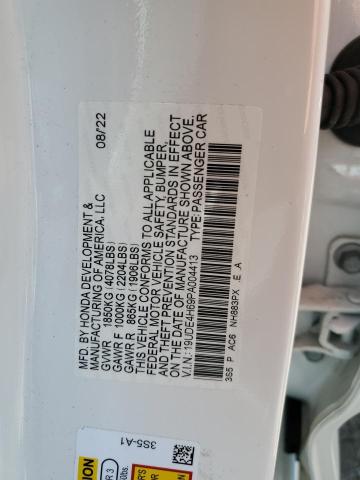 MFD. BY HONDA DEVELOPMENT &
MANUFACTURING OF AMERICA, LLC 08/22
GVWR 1850KG (4078LBS)
GAWR F 1000KG (2204LBS)
GAWR R 865KG (1906LBS)
THIS VEHICLE CONFORMS TO ALL APPLICABLE
FEDERAL MOTOR VEHICLE SAFETY, BUMPER,
AND THEFT PREVENTION STANDARDS IN EFFECT
ON THE DATE OF MANUFACTURE SHOWN ABOVE.
V.I.N.: 19UDE4H69PA004413 TYPE:PASSENGER CAR
3S5 P AC6 NH883PX .E .A
3S5-A1